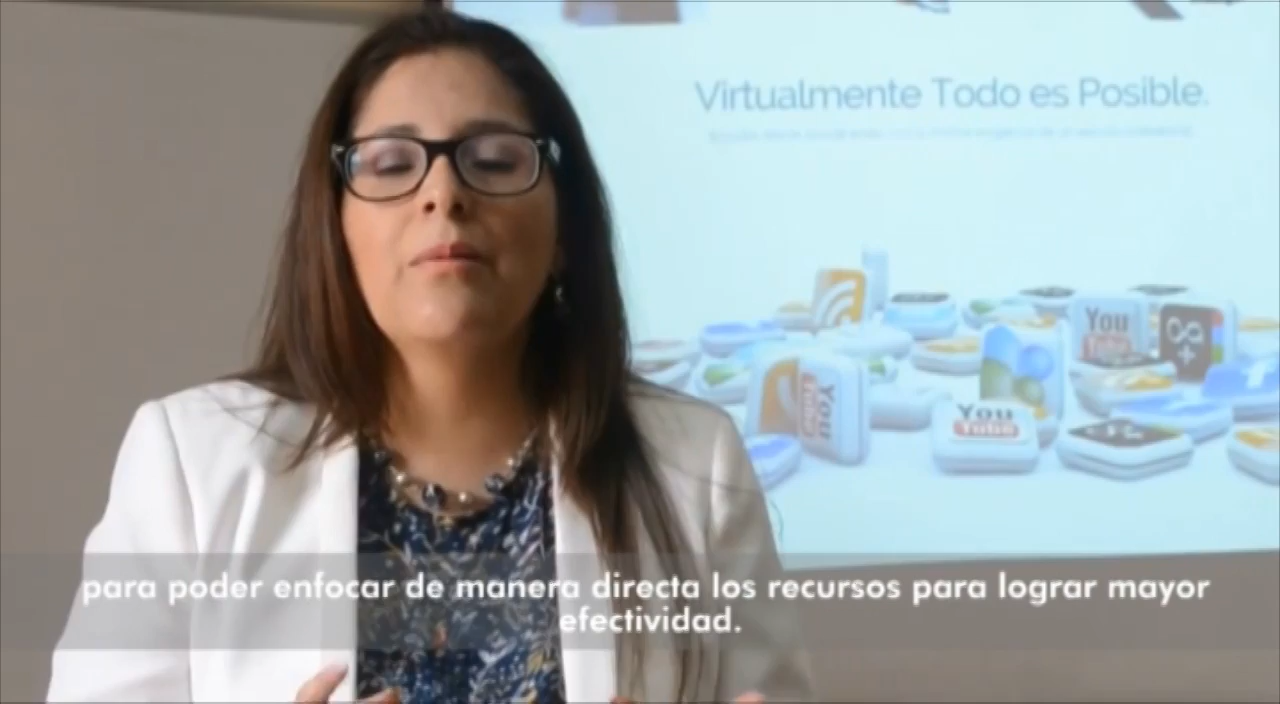 Virtualmente Todo es Posible.
You
Tube
You
You
Tube
para poder enfocar de manera directa los recursos para lograr mayor
efectividad.